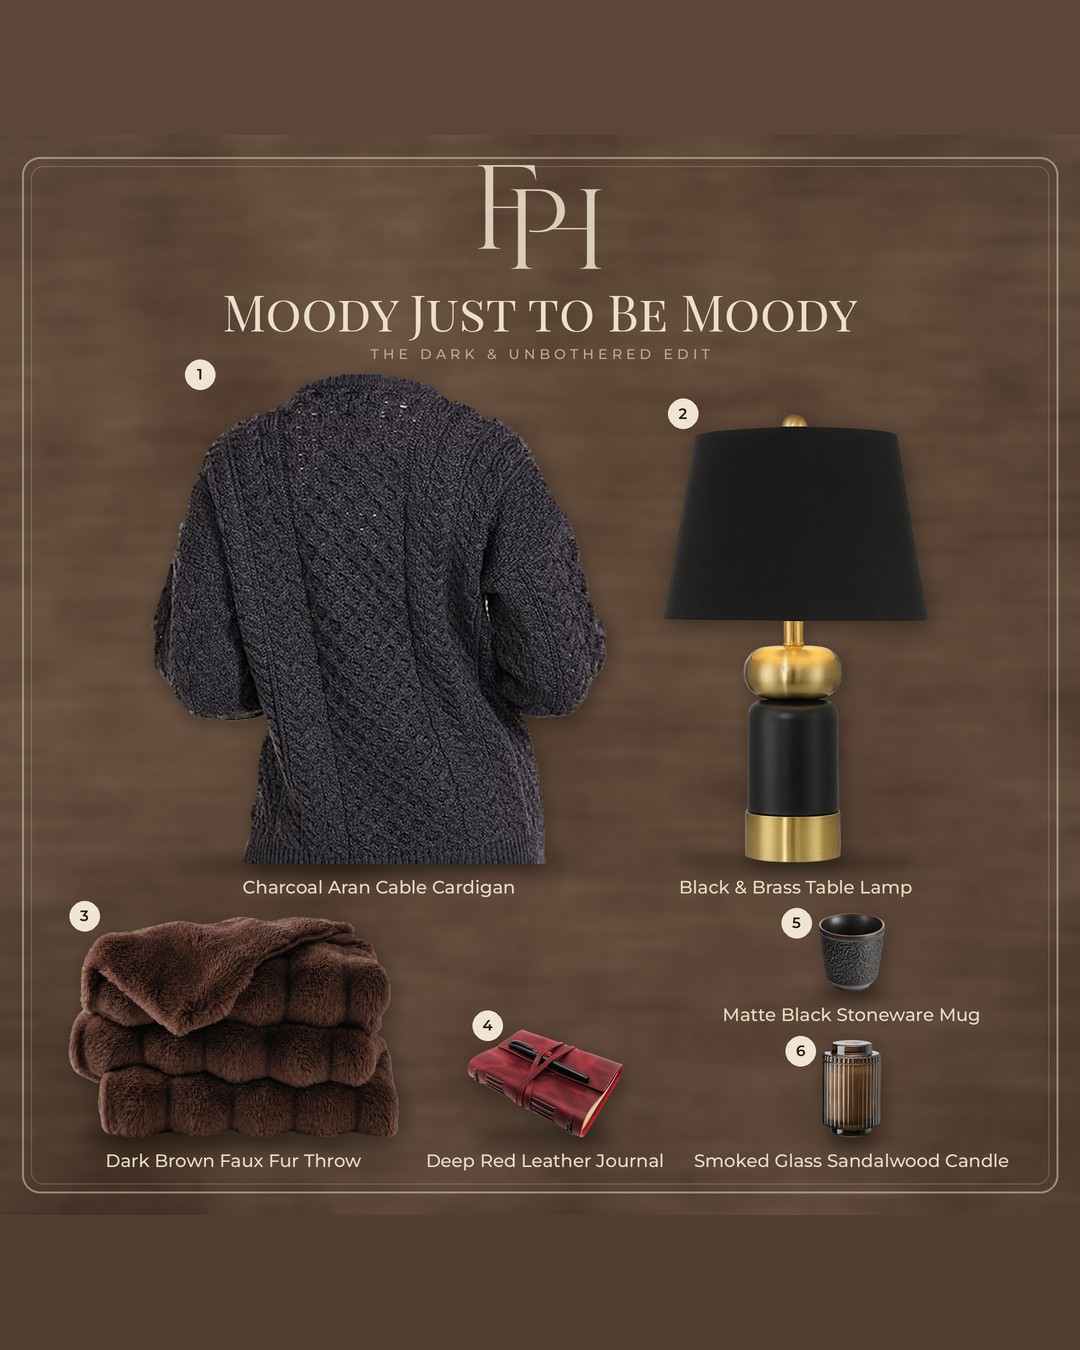 FPH
Moody Just to Be Moody
THE DARK & UNBOTHERED EDIT
1
2
Charcoal Aran Cable Cardigan
Black & Brass Table Lamp
3
5
Matte Black Stoneware Mug
4
6
Dark Brown Faux Fur Throw
Deep Red Leather Journal
Smoked Glass Sandalwood Candle